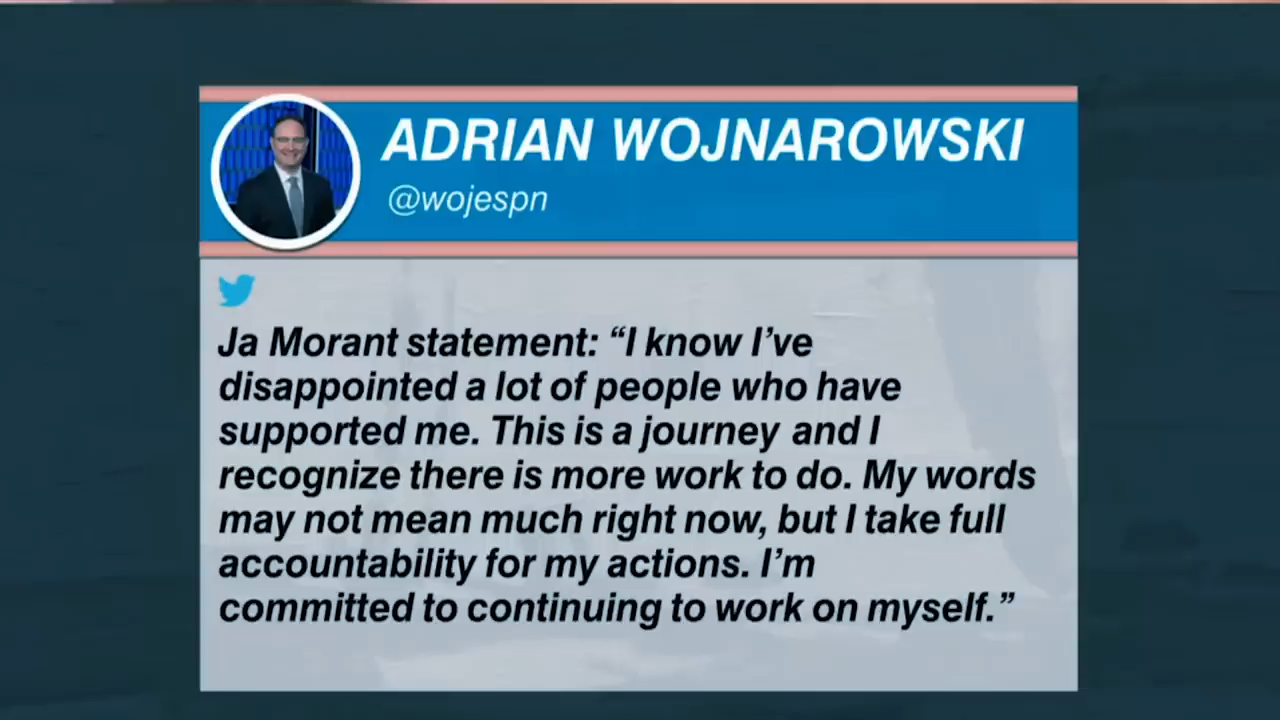 ADRIAN WOJNAROWSKI
@wojespn
Ja Morant statement: “I know I’ve
disappointed a lot of people who have
supported me. This is a journey and I
recognize there is more work to do. My words
may not mean much right now, but I take full
accountability for my actions. I’m
committed to continuing to work on myself.”